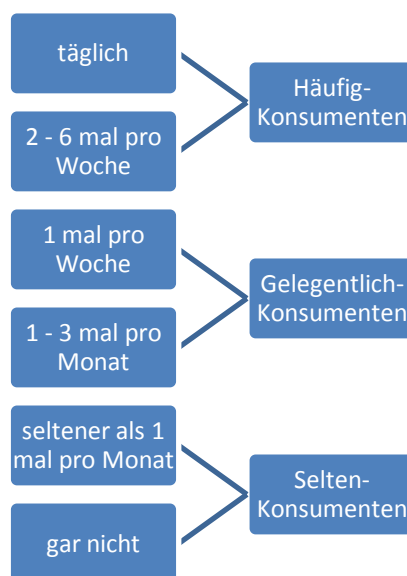 täglich
Häufig-
Konsumenten
2 - 6 mal pro
Woche
1 mal pro
Woche
Gelegentlich-
Konsumenten
1 - 3 mal pro
Monat
seltener als 1
mal pro Monat
Selten-
Konsumenten
gar nicht